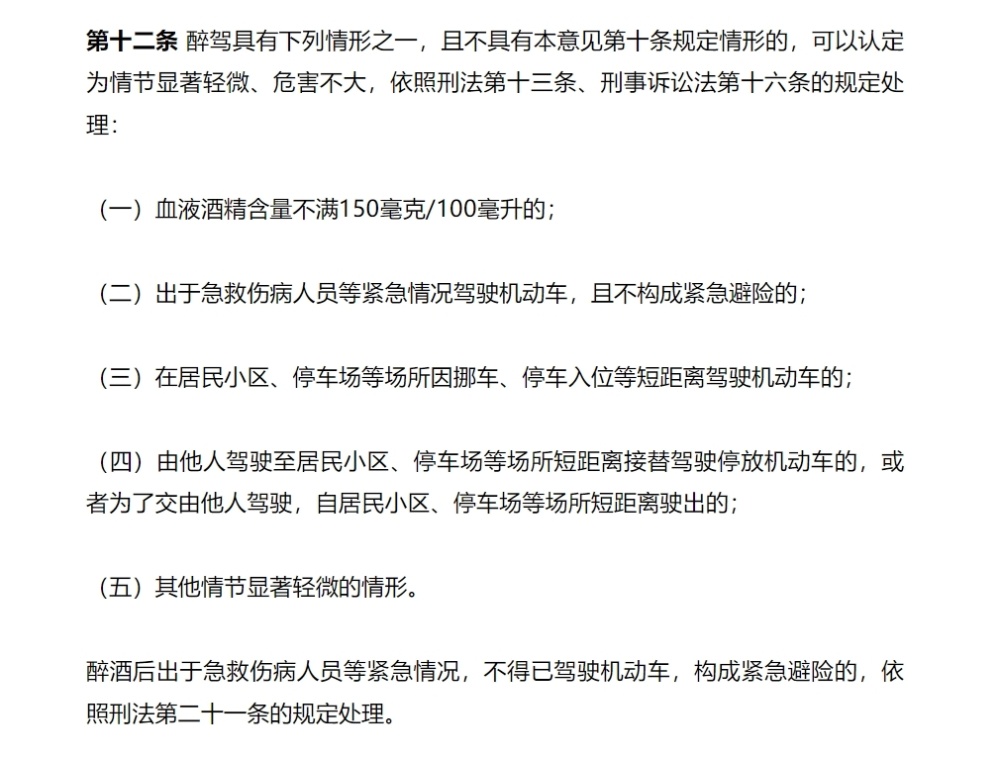 第十二条 醉驾具有下列情形之一，且不具有本意见第十条规定情形的，可以认定
为情节显著轻微、危害不大，依照刑法第十三条、刑事诉讼法第十六条的规定处
理：
（一）血液酒精含量不满150毫克/100毫升的；
（二）出于急救伤病人员等紧急情况驾驶机动车，且不构成紧急避险的；
（三）在居民小区、停车场等场所因挪车、停车入位等短距离驾驶机动车的；
（四）由他人驾驶至居民小区、停车场等场所短距离接替驾驶停放机动车的，或
者为了交由他人驾驶，自居民小区、停车场等场所短距离驶出的；
（五）其他情节显著轻微的情形。
醉酒后出于急救伤病人员等紧急情况，不得已驾驶机动车，构成紧急避险的，依
照刑法第二十一条的规定处理。